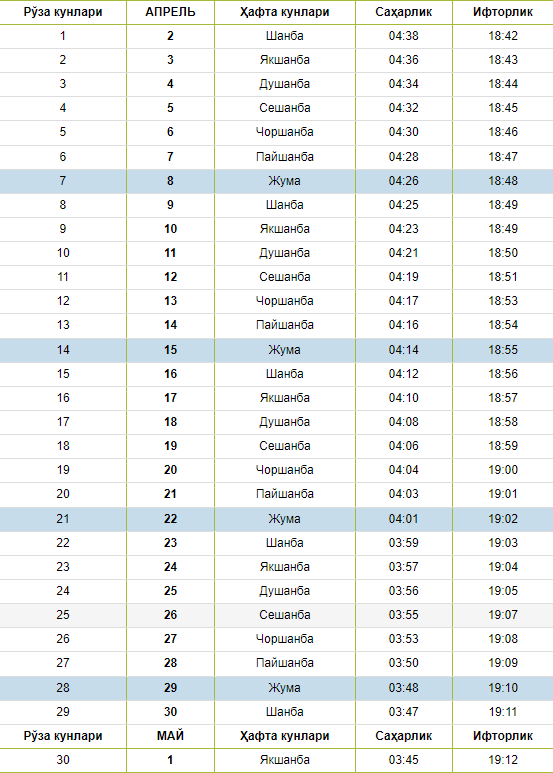 Рўза кунлари АПРЕЛЬ Ҳафта кунлари Саҳарлик Ифторлик
1 2 Шанба 04:38 18:42
2 3 Якшанба 04:36 18:43
3 4 Душанба 04:34 18:44
4 5 Сешанба 04:32 18:45
5 6 Чоршанба 04:30 18:46
6 7 Пайшанба 04:28 18:47
7 8 Жума 04:26 18:48
8 9 Шанба 04:25 18:49
9 10 Якшанба 04:23 18:49
10 11 Душанба 04:21 18:50
11 12 Сешанба 04:19 18:51
12 13 Чоршанба 04:17 18:53
13 14 Пайшанба 04:16 18:54
14 15 Жума 04:14 18:55
15 16 Шанба 04:12 18:56
16 17 Якшанба 04:10 18:57
17 18 Душанба 04:08 18:58
18 19 Сешанба 04:06 18:59
19 20 Чоршанба 04:04 19:00
20 21 Пайшанба 04:03 19:01
21 22 Жума 04:01 19:02
22 23 Шанба 03:59 19:03
23 24 Якшанба 03:57 19:04
24 25 Душанба 03:56 19:05
25 26 Сешанба 03:55 19:07
26 27 Чоршанба 03:53 19:08
27 28 Пайшанба 03:50 19:09
28 29 Жума 03:48 19:10
29 30 Шанба 03:47 19:11
Рўза кунлари МАЙ Ҳафта кунлари Саҳарлик Ифторлик
30 1 Якшанба 03:45 19:12